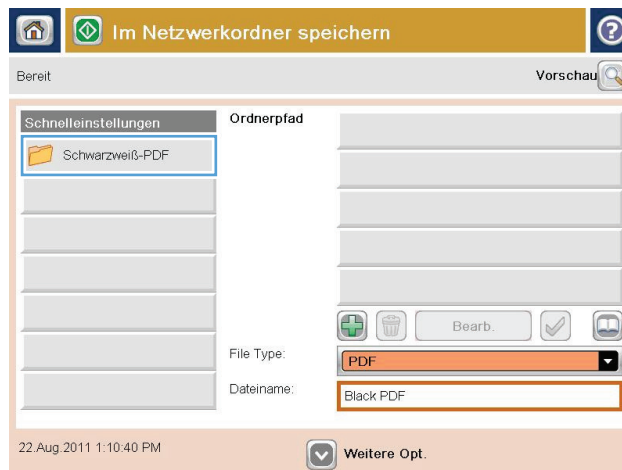 Im Netzwerkordner speichern
?
Bereit
Vorschau
Schnelleinstellungen
Schwarzweiß-PDF
Ordnerpfad
Bearb.
File Type:
PDF
Dateiname:
Black PDF
22.Aug.2011 1:10:40 PM
Weitere Opt.